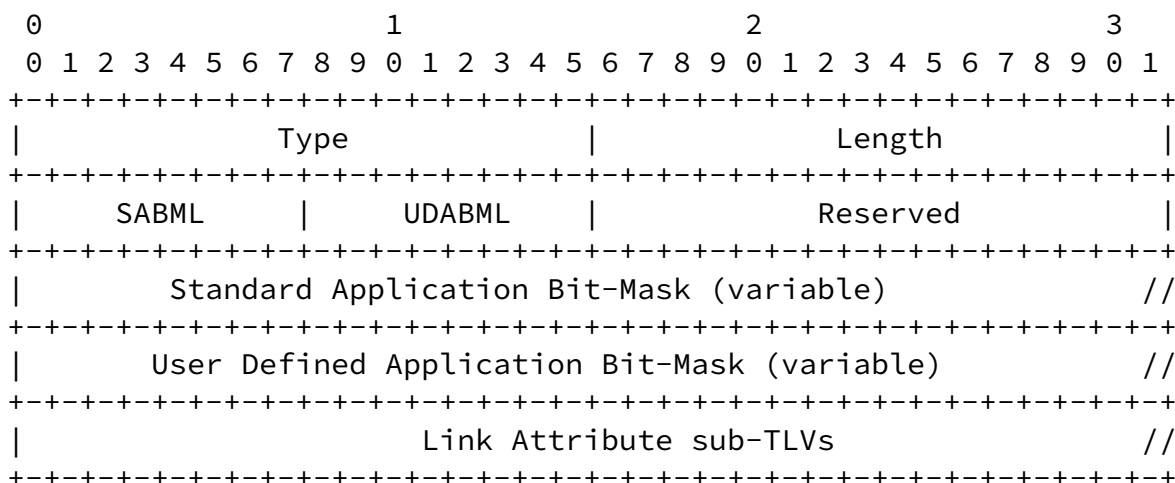 0                   1                   2                   3
 0 1 2 3 4 5 6 7 8 9 0 1 2 3 4 5 6 7 8 9 0 1 2 3 4 5 6 7 8 9 0 1
+-+-+-+-+-+-+-+-+-+-+-+-+-+-+-+-+-+-+-+-+-+-+-+-+-+-+-+-+-+-+-+-+
|              Type             |             Length            |
+-+-+-+-+-+-+-+-+-+-+-+-+-+-+-+-+-+-+-+-+-+-+-+-+-+-+-+-+-+-+-+-+
|     SABML     |     UDABML    |            Reserved           |
+-+-+-+-+-+-+-+-+-+-+-+-+-+-+-+-+-+-+-+-+-+-+-+-+-+-+-+-+-+-+-+-+
|        Standard Application Bit-Mask (variable)              //
+-+-+-+-+-+-+-+-+-+-+-+-+-+-+-+-+-+-+-+-+-+-+-+-+-+-+-+-+-+-+-+-+
|       User Defined Application Bit-Mask (variable)           //
+-+-+-+-+-+-+-+-+-+-+-+-+-+-+-+-+-+-+-+-+-+-+-+-+-+-+-+-+-+-+-+-+
|                      Link Attribute sub-TLVs                 //
+-+-+-+-+-+-+-+-+-+-+-+-+-+-+-+-+-+-+-+-+-+-+-+-+-+-+-+-+-+-+-+-+